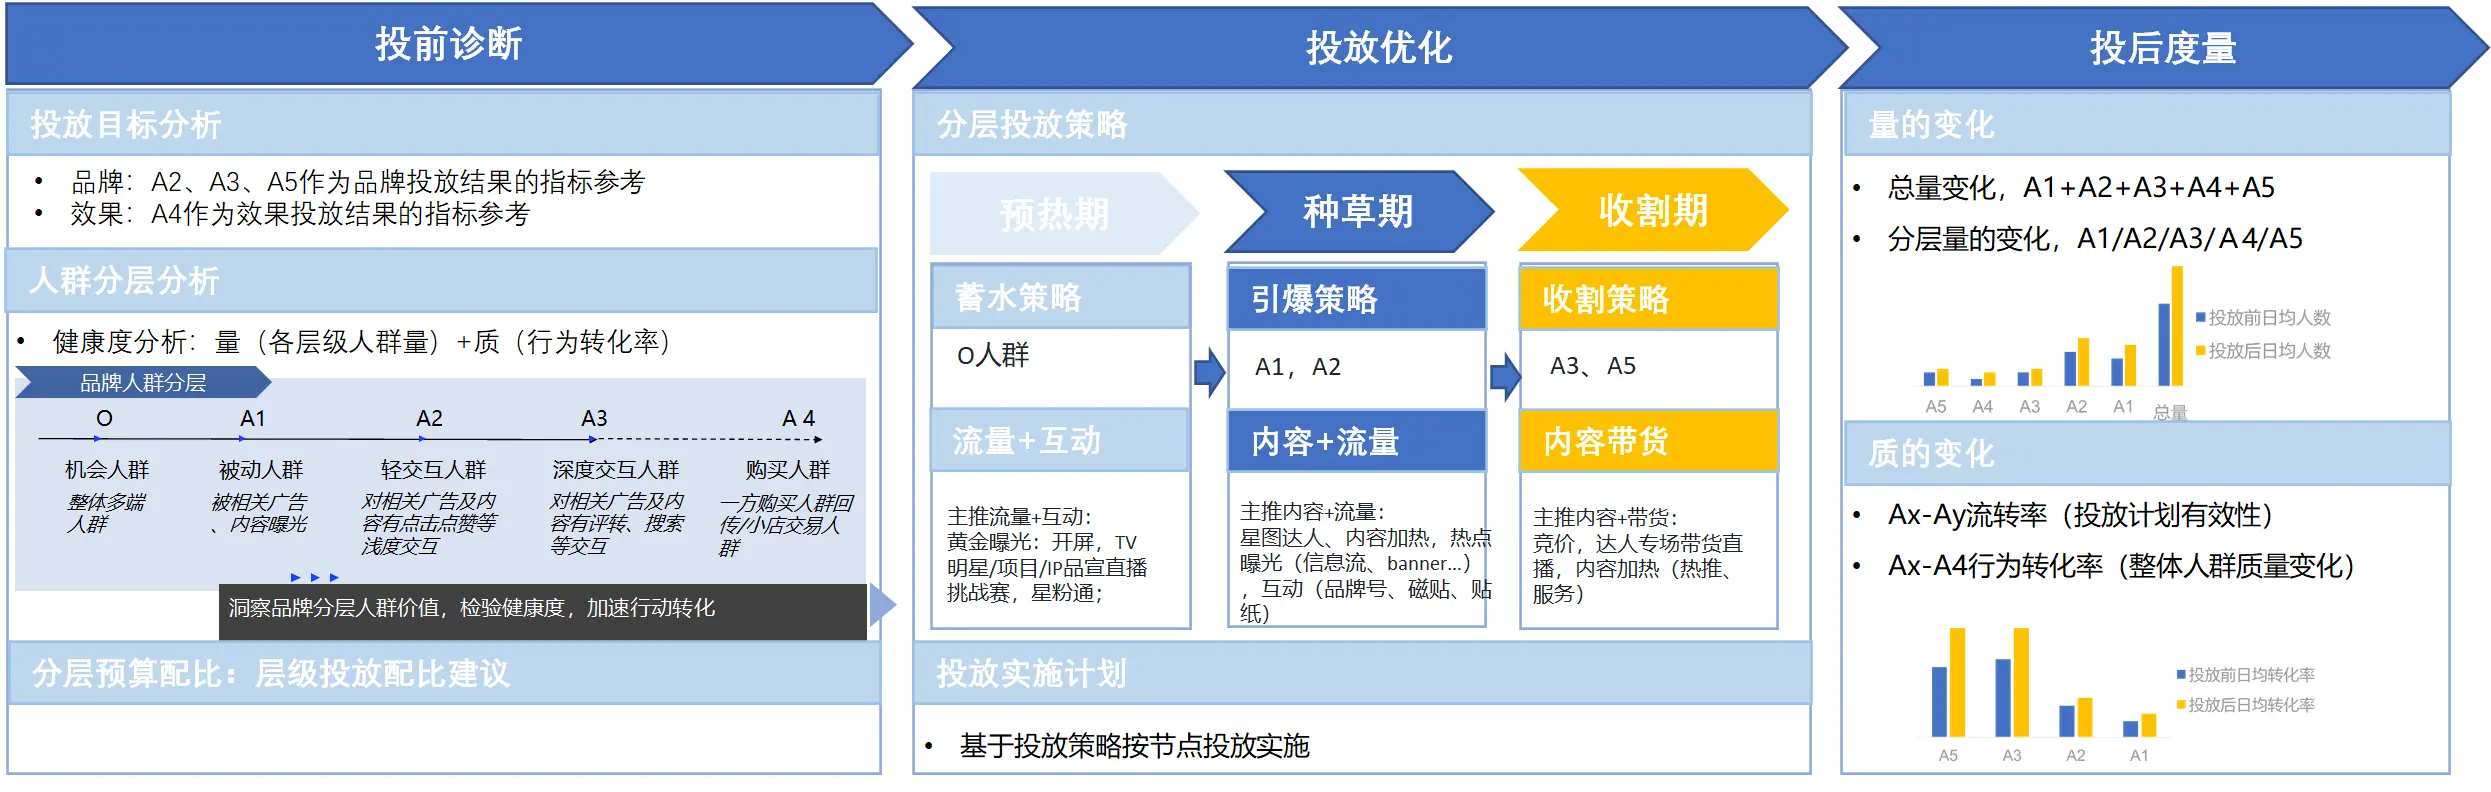 投前诊断
投放目标分析
• 品牌：A2、A3、A5作为品牌投放结果的指标参考
• 效果：A4作为效果投放结果的指标参考
人群分层分析
• 健康度分析：量（各层级人群量）+质（行为转化率）
品牌人群分层
O A1 A2 A3 A 4
机会人群 被动人群 轻交互人群 深度交互人群 购买人群
整体多端
人群
被相关广告
、内容曝光
对相关广告及内
容有点击点赞等
浅度交互
对相关广告及内
容有评转、搜索
等交互
一方购买人群回
传/小店交易人
群
洞察品牌分层人群价值，检验健康度，加速行动转化
分层预算配比：层级投放配比建议
投放优化
分层投放策略
预热期
蓄水策略
O人群
流量+互动
主推流量+互动：
黄金曝光：开屏，TV
明星/项目/IP品宣直播
挑战赛，星粉通；
种草期
引爆策略
A1，A2
内容+流量
主推内容+流量：
星图达人、内容加热，热点
曝光（信息流、banner...）
，互动（品牌号、磁贴、贴
纸）
收割期
收割策略
A3、A5
内容带货
主推内容+带货：
竞价，达人专场带货直
播，内容加热（热推、
服务）
投放实施计划
• 基于投放策略按节点投放实施
投后度量
量的变化
• 总量变化，A1+A2+A3+A4+A5
• 分层量的变化，A1/A2/A3/A 4/A5
投放前日均人数
投放后日均人数
A5 A4 A3 A2 A1 总量
质的变化
• Ax-Ay流转率（投放计划有效性）
• Ax-A4行为转化率（整体人群质量变化）
投放前日均转化率
投放后日均转化率
A5 A3 A2 A1